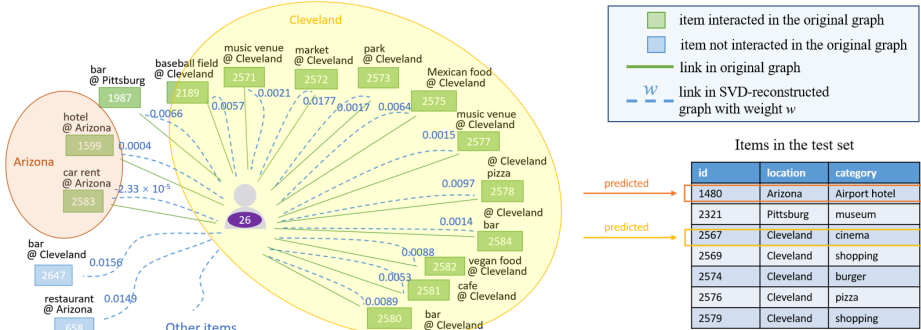 Cleveland
music venue
@ Cleveland
2571
market
@ Cleveland
2572
park
@ Cleveland
2573
baseball field
@ Cleveland
2189
bar
@ Pittsburg
1987
Mexican food
@ Cleveland
2575
music venue
@ Cleveland
2577
@ Cleveland
pizza
2578
@ Cleveland
bar
2584
2582
vegan food
@ Cleveland
2581
cafe
@ Cleveland
2580
bar
@ Cleveland
Arizona
hotel
@ Arizona
1599
car rent
@ Arizona
2583
bar
@ Cleveland
2647
restaurant
@ Arizona
658
26
-0.0066
0.0057
0.0021
0.0177
0.0017
0.0064
0.0015
0.0097
0.0014
0.0088
0.0053
0.0089
0.0004
-2.33 × 10⁻⁵
0.0156
0.0149
Other items
item interacted in the original graph
item not interacted in the original graph
link in original graph
w
link in SVD-reconstructed
graph with weight w
predicted
predicted
Items in the test set
id location category
1480 Arizona Airport hotel
2321 Pittsburg museum
2567 Cleveland cinema
2569 Cleveland shopping
2574 Cleveland burger
2576 Cleveland pizza
2579 Cleveland shopping